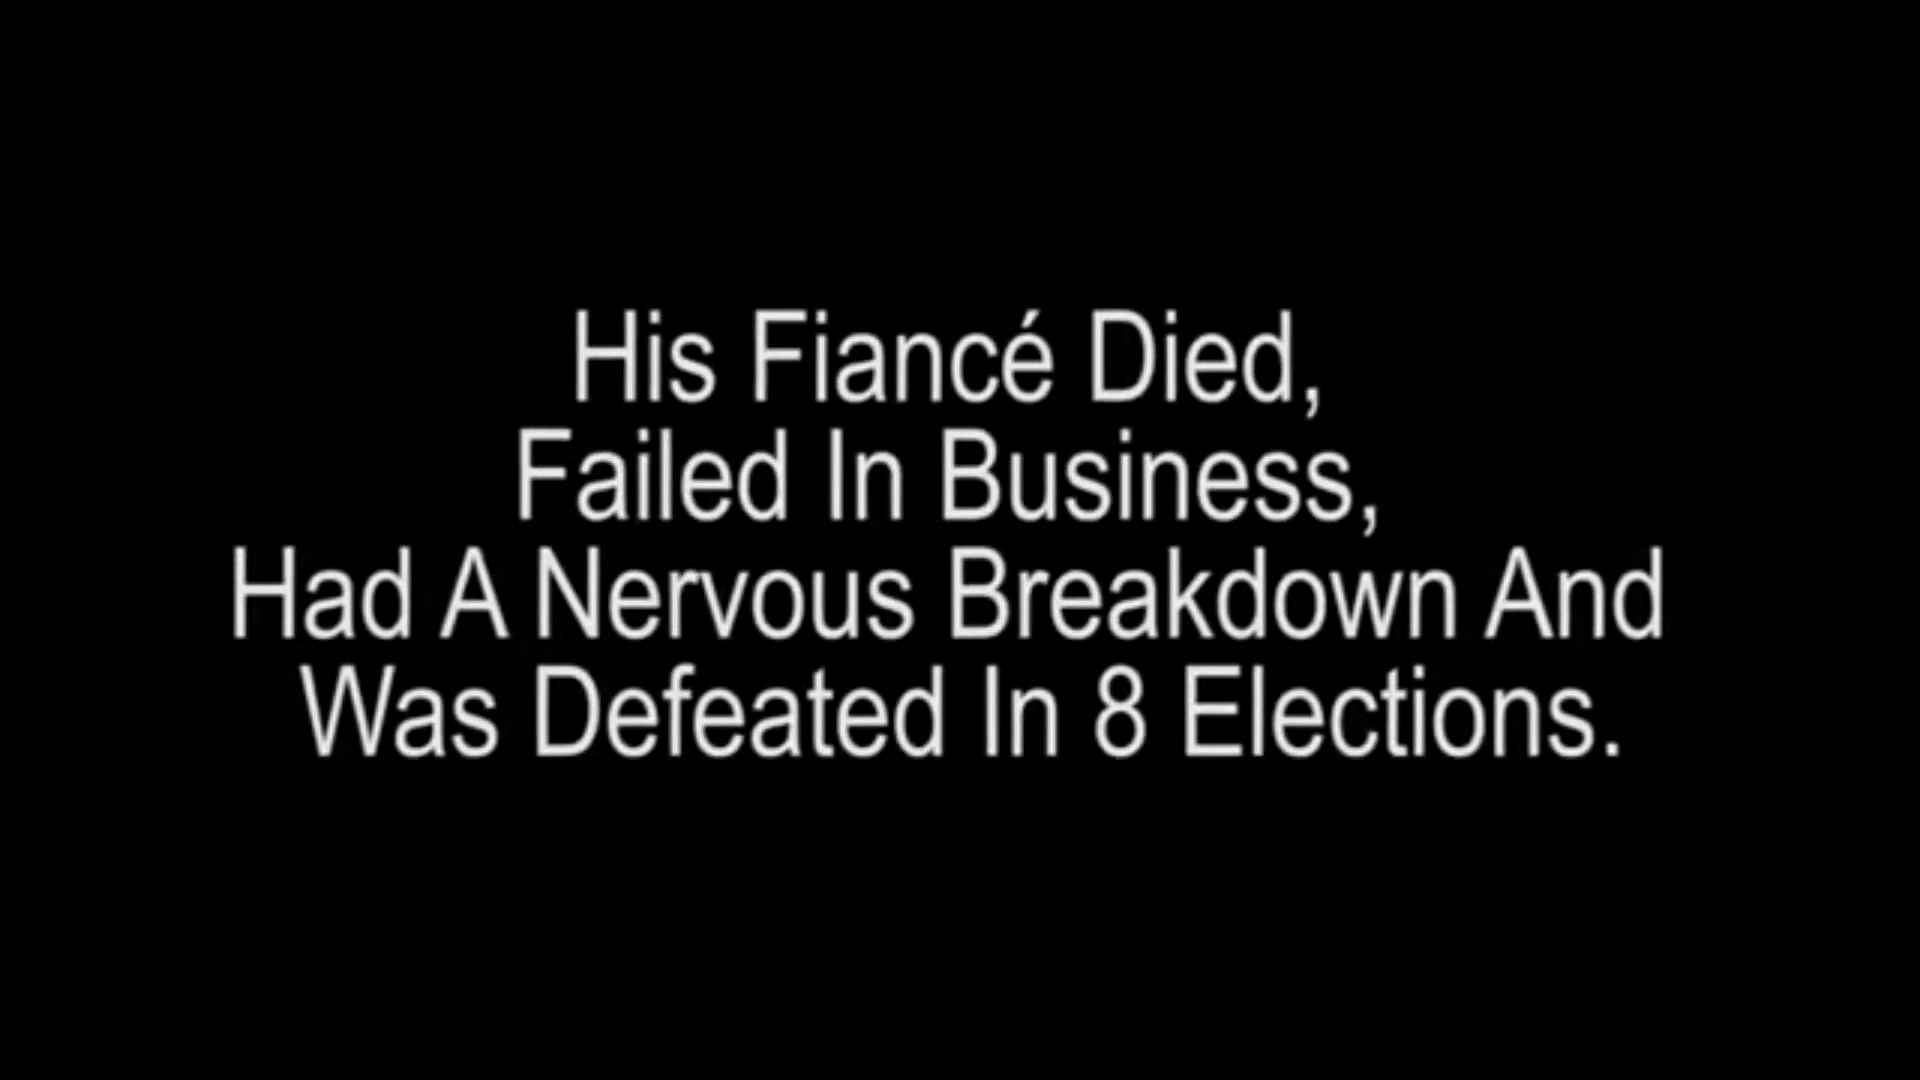 His Fiancé Died,
Failed In Business,
Had A Nervous Breakdown And
Was Defeated In 8 Elections.